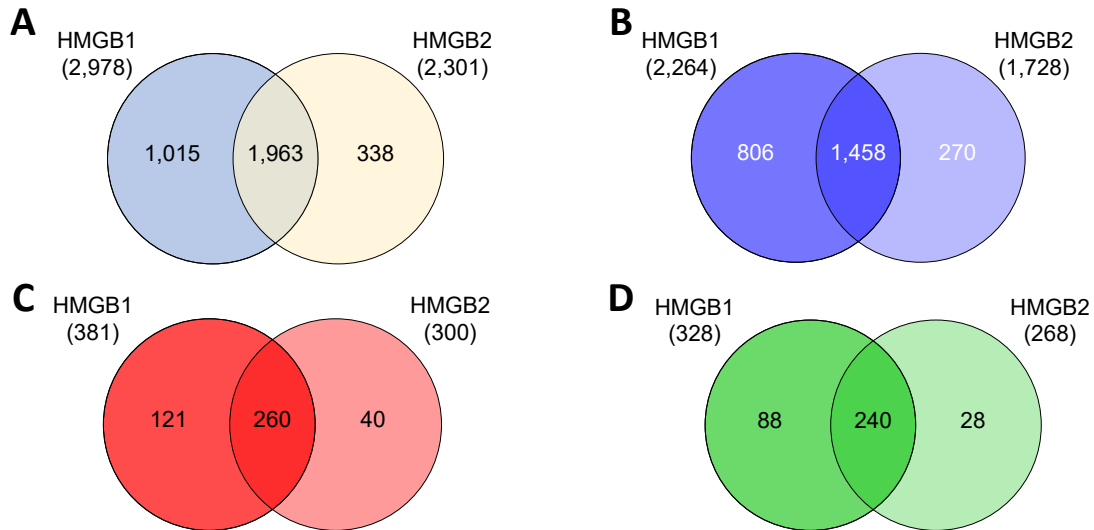 A
HMGB1
(2,978)
HMGB2
(2,301)
1,015
1,963
338
B
HMGB1
(2,264)
HMGB2
(1,728)
806
1,458
270
C
HMGB1
(381)
HMGB2
(300)
121
260
40
D
HMGB1
(328)
HMGB2
(268)
88
240
28